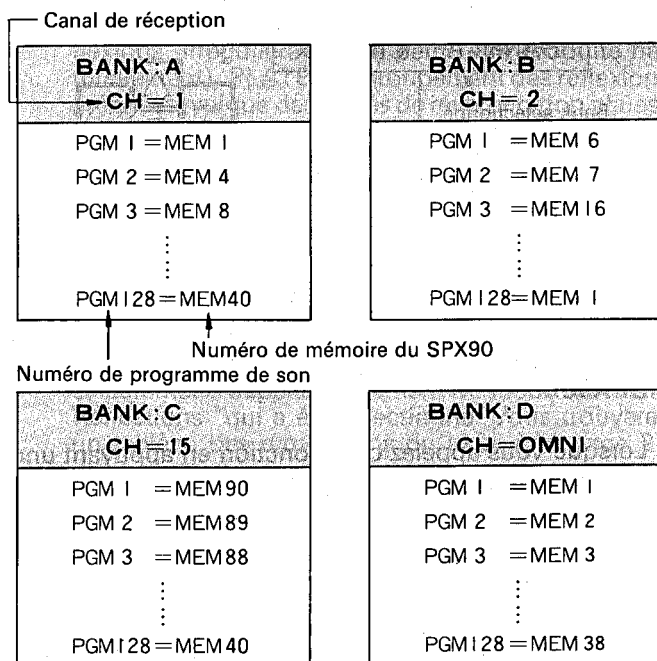 Canal de réception
BANK:A
CH=1
PGM 1 =MEM 1
PGM 2 =MEM 4
PGM 3 =MEM 8
PGM128=MEM40
BANK:B
CH=2
PGM 1 =MEM 6
PGM 2 =MEM 7
PGM 3 =MEM16
PGM128=MEM 1
Numéro de mémoire du SPX90
Numéro de programme de son
BANK:C
CH=15
PGM 1 =MEM90
PGM 2 =MEM89
PGM 3 =MEM88
PGM128=MEM40
BANK:D
CH=OMNI
PGM 1 =MEM 1
PGM 2 =MEM 2
PGM 3 =MEM 3
PGM128=MEM38